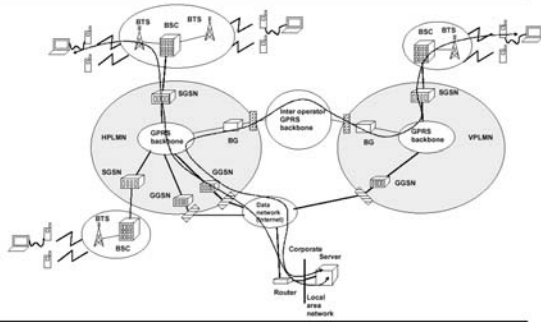 BTS
BSC
BTS
BSC
BTS
SGSN
SGSN
HPLMN
GPRS
backbone
BG
Inter operator
GPRS
backbone
BG
GPRS
backbone
VPLMN
SGSN
GGSN
GGSN
GGSN
BTS
BSC
Data
network
(Internet)
Corporate
Server
Router
Local
area
network